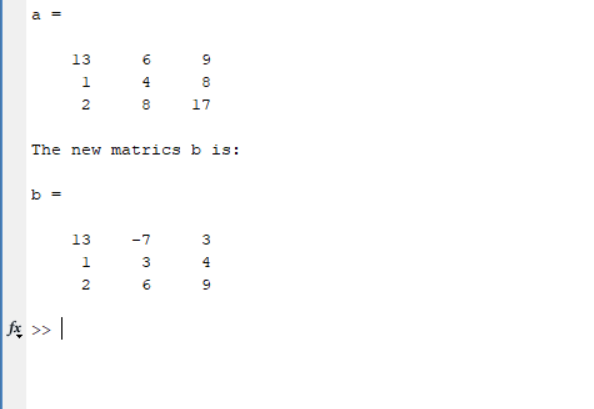 a =
13 6 9
1 4 8
2 8 17
The new matrics b is:
b =
13 -7 3
1 3 4
2 6 9
fx >>